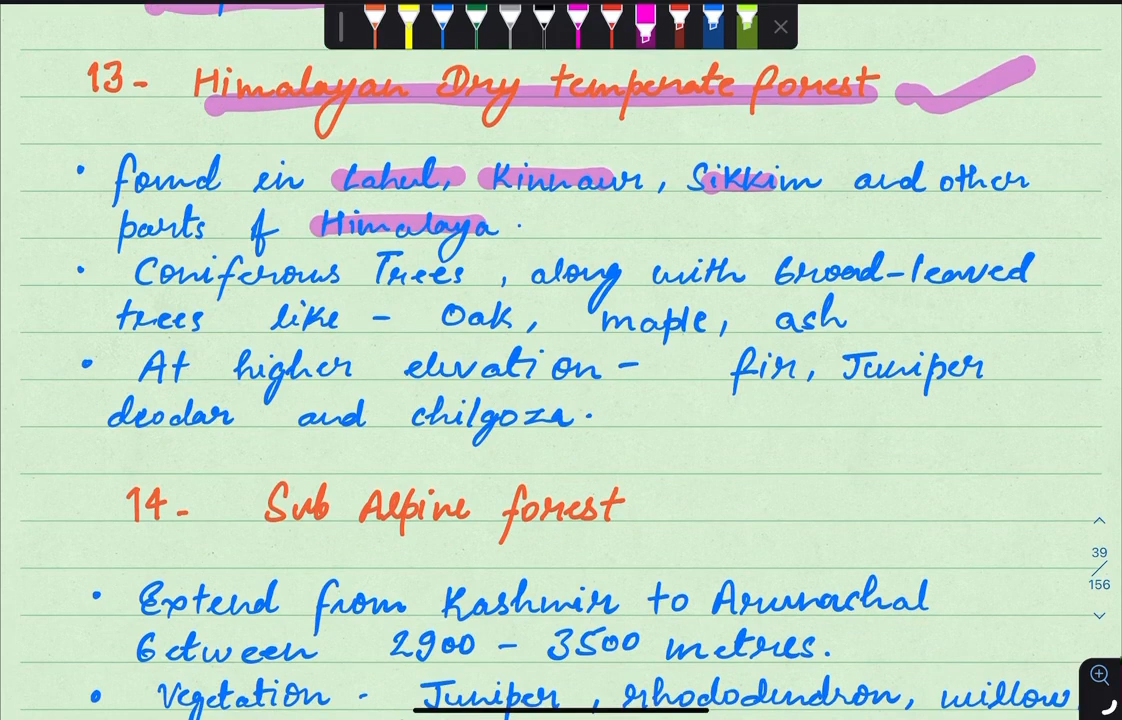 13- Himalayan Dry temperate forest
• found in Lahul, Kinnaur, Sikkim and other
parts of Himalaya.
• Coniferous Trees, along with broad-leaved
trees like - Oak, maple, ash
• At higher elevation - fir, Juniper
deodar and chilgoza.
14- Sub Alpine forest
• Extend from Kashmir to Arunachal
between 2900 - 3500 metres.
• Vegetation - Juniper, rhododendron, willow
39
156